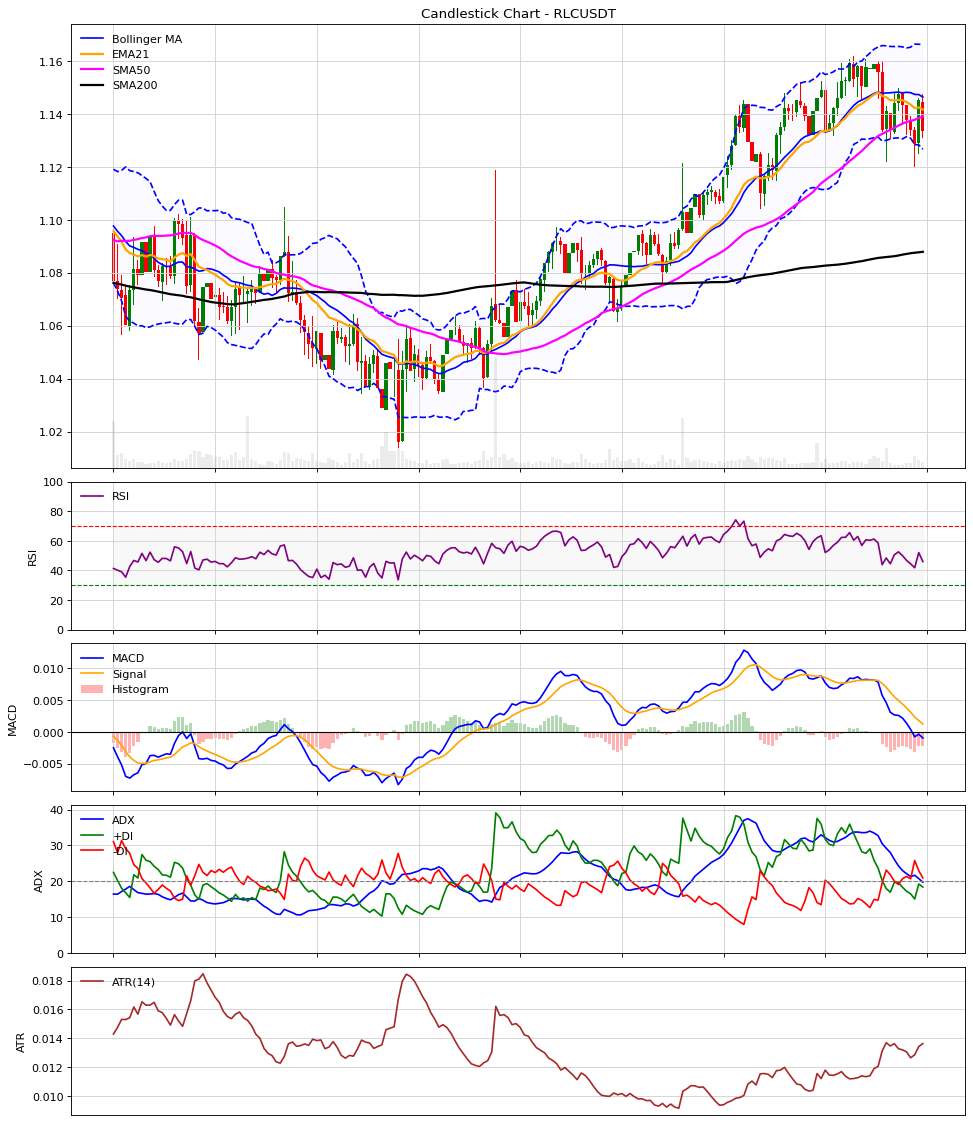 Candlestick Chart - RLCUSDT
Bollinger MA
EMA21
SMA50
SMA200
1.16
1.14
1.12
1.10
1.08
1.06
1.04
1.02
RSI
RSI
100
80
60
40
20
0
MACD
MACD
Signal
Histogram
0.010
0.005
0.000
−0.005
ADX
ADX
+DI
-DI
40
30
20
10
0
ATR
ATR(14)
0.018
0.016
0.014
0.012
0.010